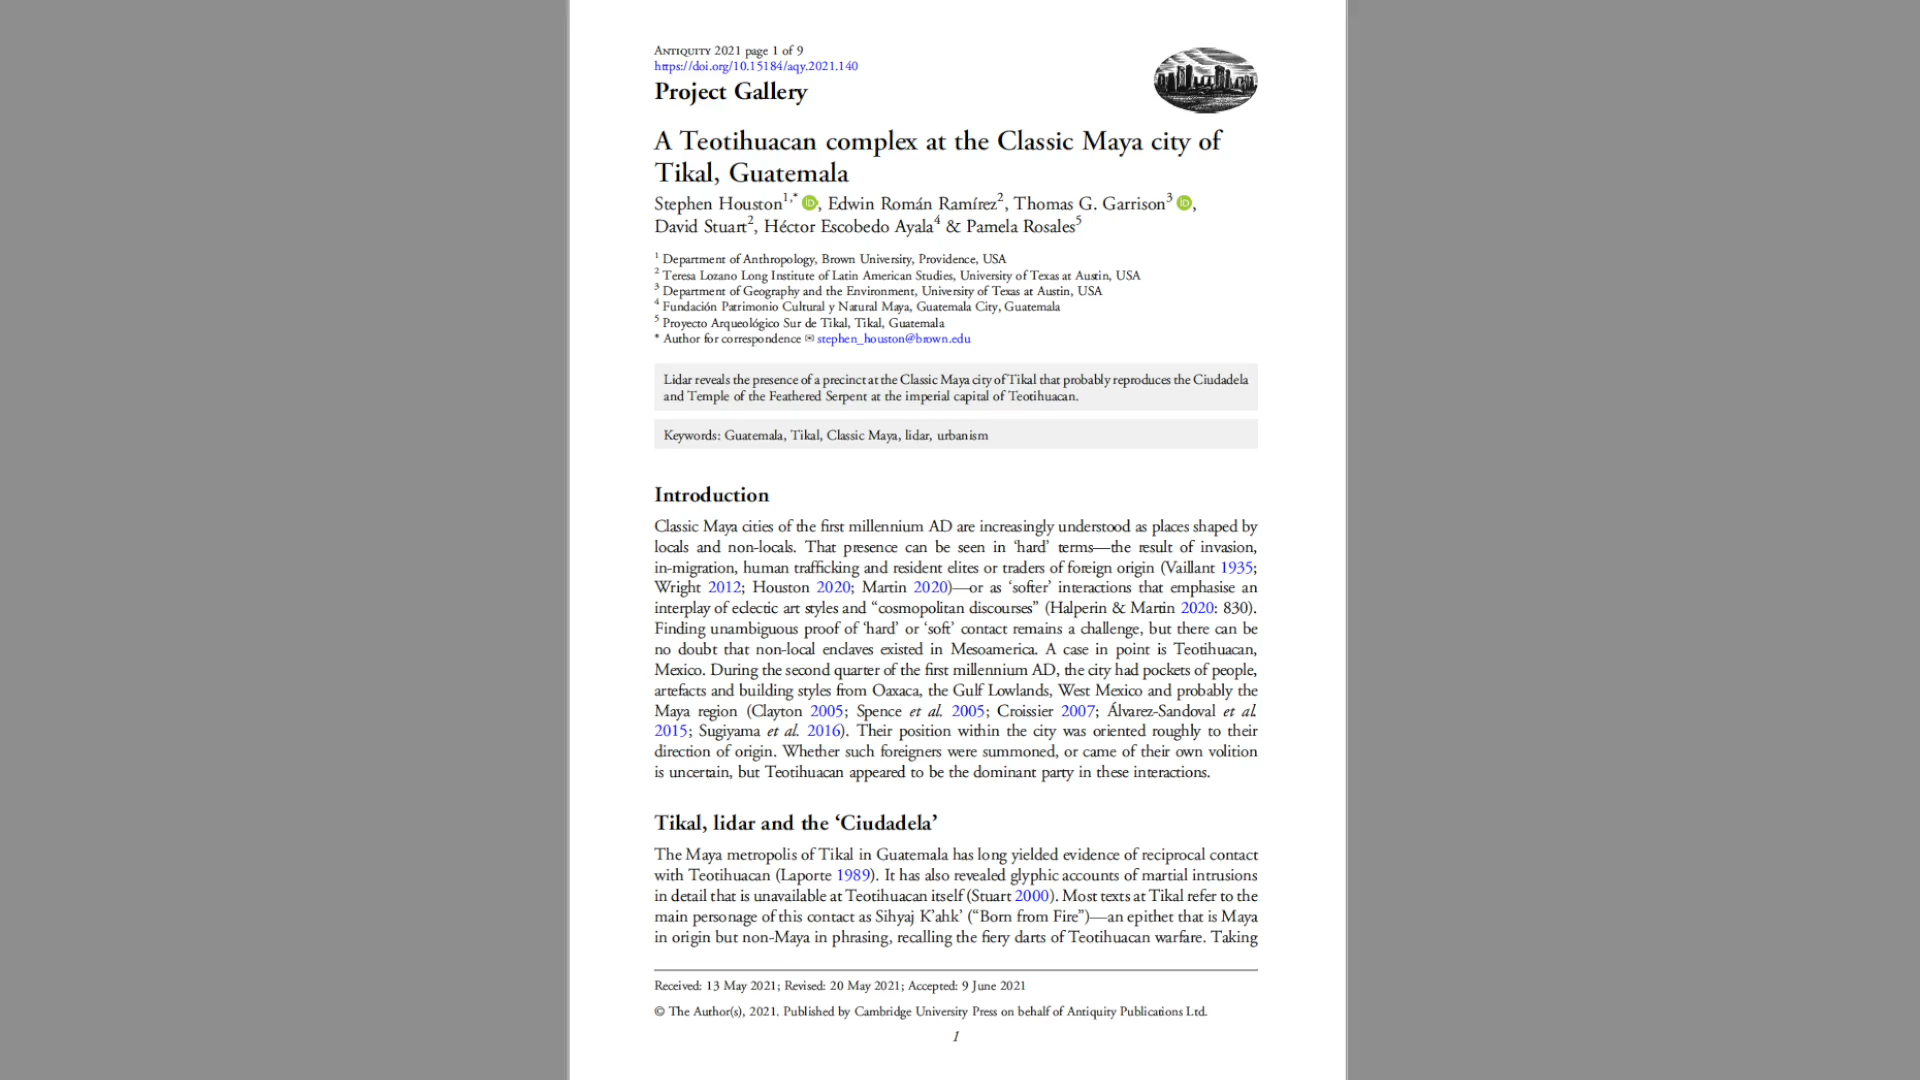 ANTIQUITY 2021 page 1 of 9
https://doi.org/10.15184/aqy.2021.140
Project Gallery
A Teotihuacan complex at the Classic Maya city of
Tikal, Guatemala
Stephen Houston1,* iD, Edwin Román Ramírez2, Thomas G. Garrison3 iD,
David Stuart2, Héctor Escobedo Ayala4 & Pamela Rosales5
1 Department of Anthropology, Brown University, Providence, USA
2 Teresa Lozano Long Institute of Latin American Studies, University of Texas at Austin, USA
3 Department of Geography and the Environment, University of Texas at Austin, USA
4 Fundación Patrimonio Cultural y Natural Maya, Guatemala City, Guatemala
5 Proyecto Arqueológico Sur de Tikal, Tikal, Guatemala
* Author for correspondence ✉ stephen_houston@brown.edu
Lidar reveals the presence of a precinct at the Classic Maya city of Tikal that probably reproduces the Ciudadela
and Temple of the Feathered Serpent at the imperial capital of Teotihuacan.
Keywords: Guatemala, Tikal, Classic Maya, lidar, urbanism
Introduction
Classic Maya cities of the first millennium AD are increasingly understood as places shaped by
locals and non-locals. That presence can be seen in ‘hard’ terms—the result of invasion,
in-migration, human trafficking and resident elites or traders of foreign origin (Vaillant 1935;
Wright 2012; Houston 2020; Martin 2020)—or as ‘softer’ interactions that emphasise an
interplay of eclectic art styles and “cosmopolitan discourses” (Halperin & Martin 2020: 830).
Finding unambiguous proof of ‘hard’ or ‘soft’ contact remains a challenge, but there can be
no doubt that non-local enclaves existed in Mesoamerica. A case in point is Teotihuacan,
Mexico. During the second quarter of the first millennium AD, the city had pockets of people,
artefacts and building styles from Oaxaca, the Gulf Lowlands, West Mexico and probably the
Maya region (Clayton 2005; Spence et al. 2005; Croissier 2007; Álvarez-Sandoval et al.
2015; Sugiyama et al. 2016). Their position within the city was oriented roughly to their
direction of origin. Whether such foreigners were summoned, or came of their own volition
is uncertain, but Teotihuacan appeared to be the dominant party in these interactions.
Tikal, lidar and the ‘Ciudadela’
The Maya metropolis of Tikal in Guatemala has long yielded evidence of reciprocal contact
with Teotihuacan (Laporte 1989). It has also revealed glyphic accounts of martial intrusions
in detail that is unavailable at Teotihuacan itself (Stuart 2000). Most texts at Tikal refer to the
main personage of this contact as Sihyaj K’ahk’ (“Born from Fire”)—an epithet that is Maya
in origin but non-Maya in phrasing, recalling the fiery darts of Teotihuacan warfare. Taking
Received: 13 May 2021; Revised: 20 May 2021; Accepted: 9 June 2021
© The Author(s), 2021. Published by Cambridge University Press on behalf of Antiquity Publications Ltd.
1